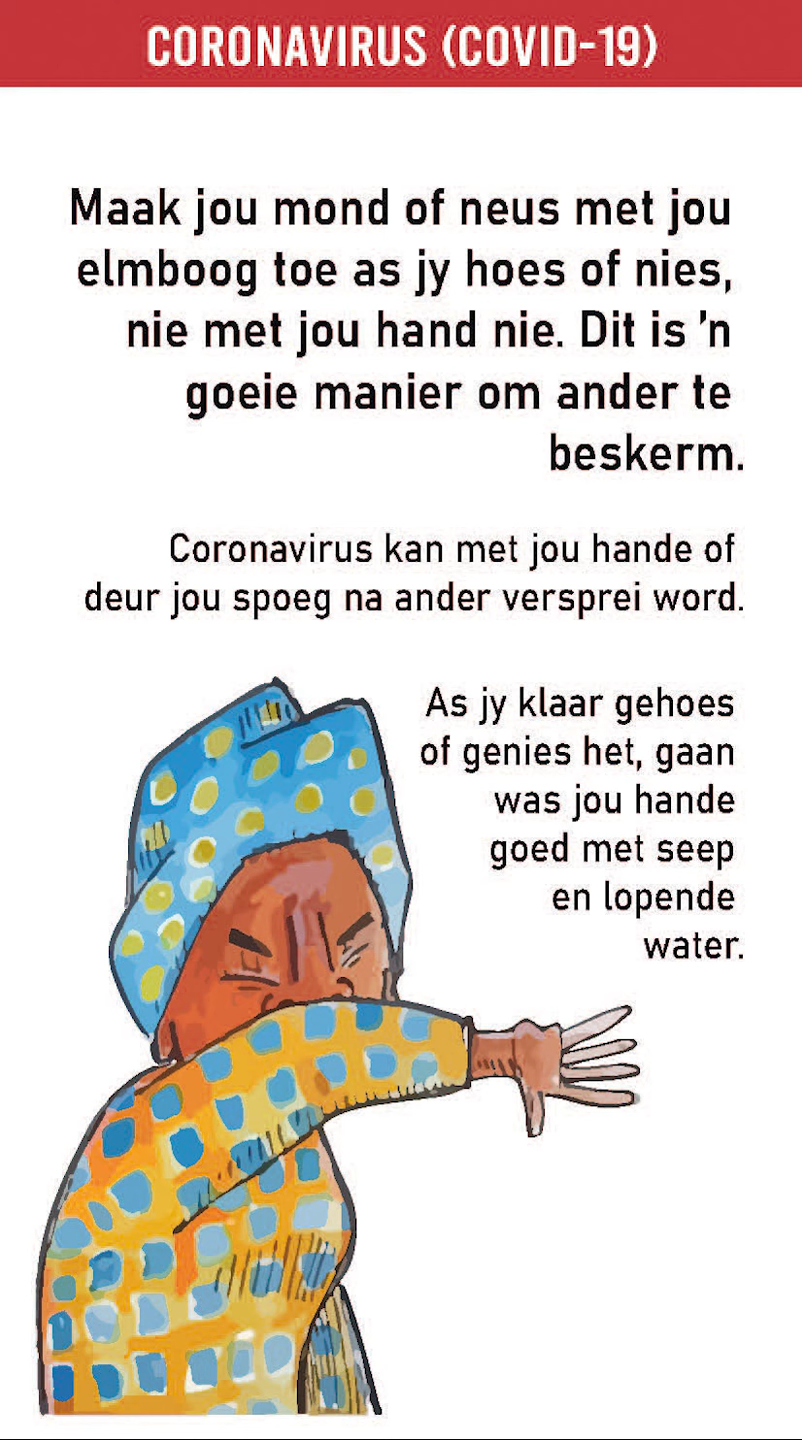 CORONAVIRUS (COVID-19)
Maak jou mond of neus met jou
elmboog toe as jy hoes of nies,
nie met jou hand nie. Dit is 'n
goeie manier om ander te
beskerm.
Coronavirus kan met jou hande of
deur jou spoeg na ander versprei word.
As jy klaar gehoes
of genies het, gaan
was jou hande
goed met seep
en lopende
water.